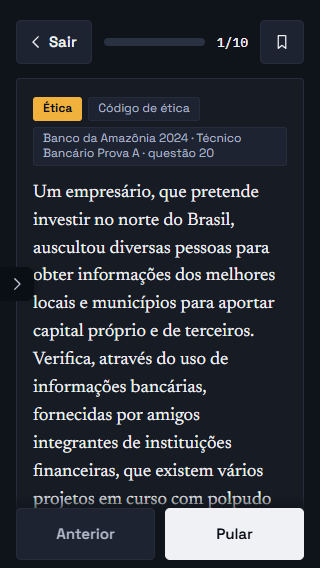 Sair
1/10
Ética
Código de ética
Banco da Amazônia 2024 · Técnico
Bancário Prova A · questão 20
Um empresário, que pretende
investir no norte do Brasil,
auscultou diversas pessoas para
obter informações dos melhores
locais e municípios para aportar
capital próprio e de terceiros.
Verifica, através do uso de
informações bancárias,
fornecidas por amigos
integrantes de instituições
financeiras, que existem vários
projetos em curso com polpudo
Anterior
Pular